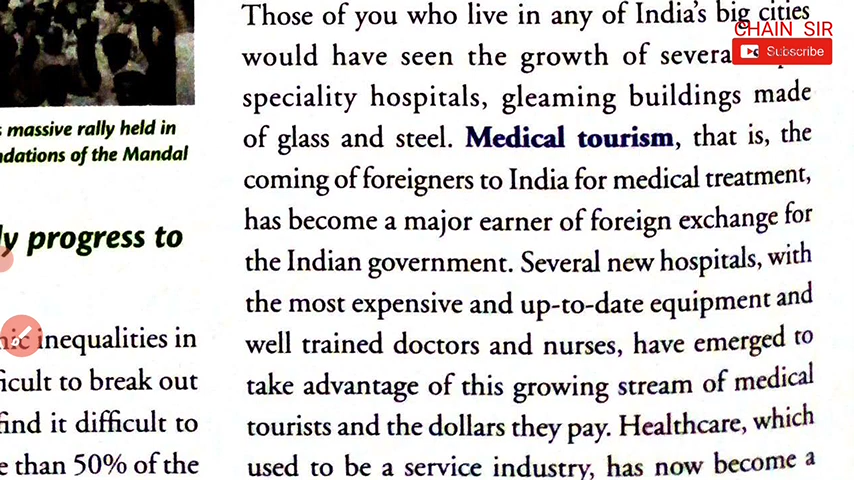 s massive rally held in
ndations of the Mandal
ly progress to
inequalities in
ficult to break out
find it difficult to
e than 50% of the
Those of you who live in any of India's big cities
would have seen the growth of severa
speciality hospitals, gleaming buildings made
of glass and steel. Medical tourism, that is, the
coming of foreigners to India for medical treatment,
has become a major earner of foreign exchange for
the Indian government. Several new hospitals, with
the most expensive and up-to-date equipment and
well trained doctors and nurses, have emerged to
take advantage of this growing stream of medical
tourists and the dollars they pay. Healthcare, which
used to be a service industry, has now become a
CHAIN SIR
Subscribe